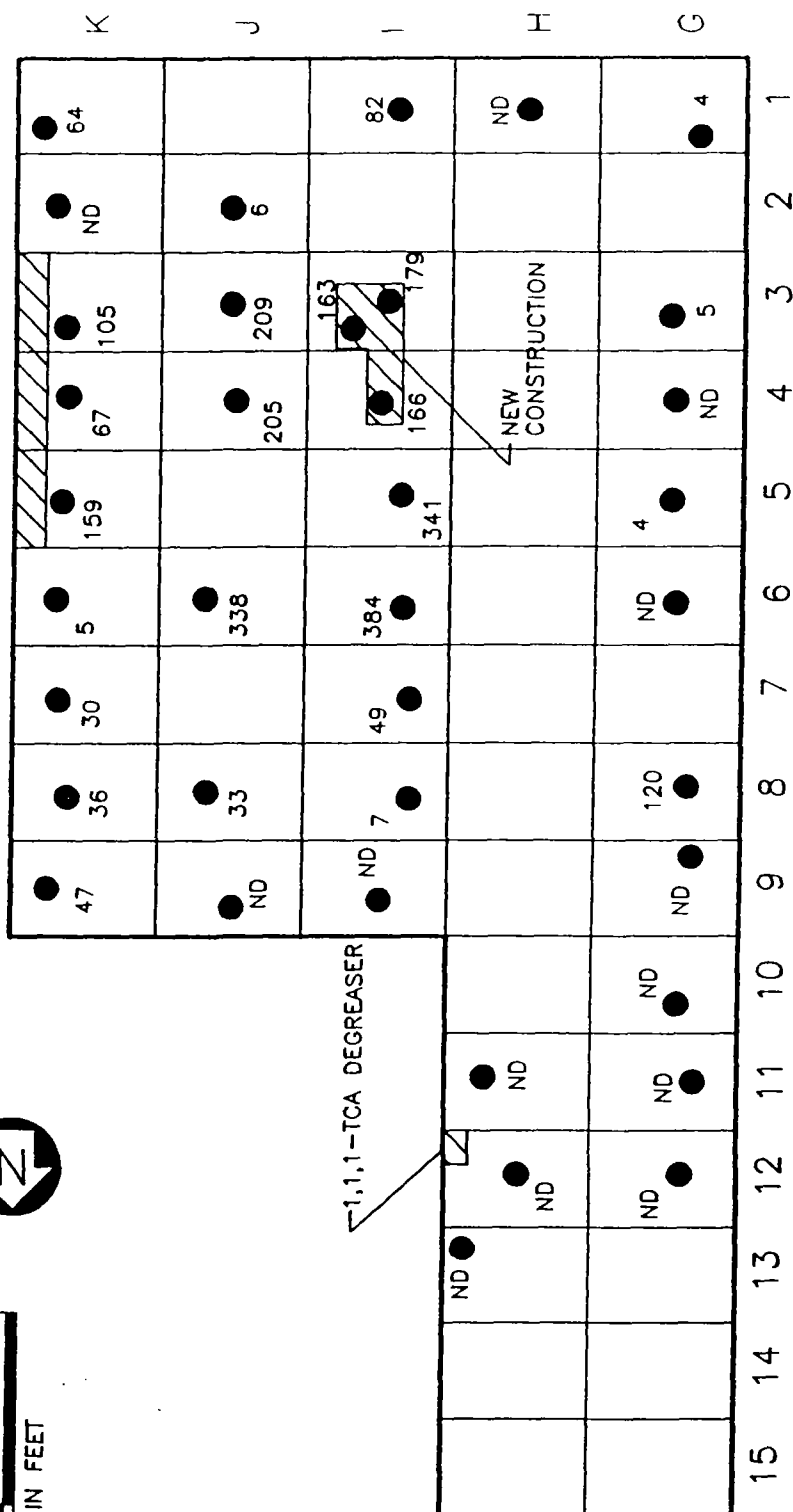 IN FEET
N
47 36 30 5 159 67 105 ND 64 K
ND 33 338 205 209 6 J
ND 7 49 384 341 166 163 179 82 I
1,1,1-TCA DEGREASER
NEW
CONSTRUCTION
ND ND ND ND H
ND ND ND ND 120 ND 4 ND 5 4 G
15 14 13 12 11 10 9 8 7 6 5 4 3 2 1